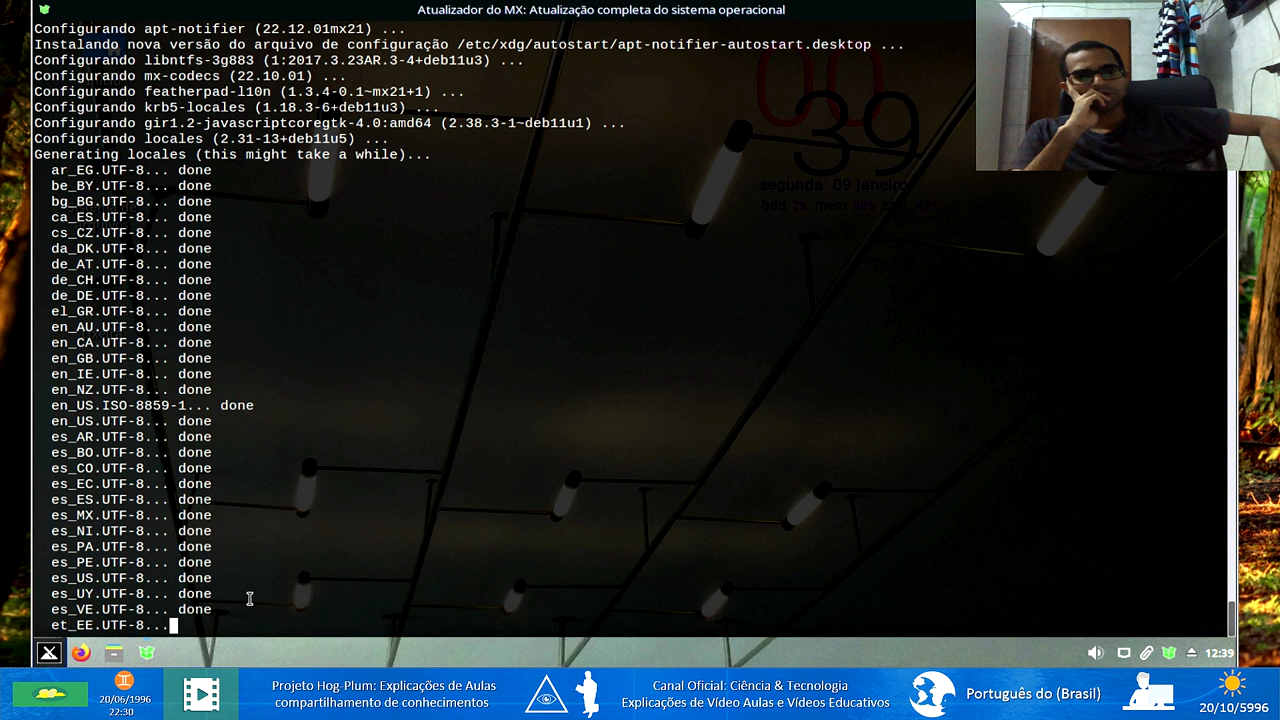 Atualizador do MX: Atualização completa do sistema operacional
Configurando apt-notifier (22.12.01mx21) ...
Instalando nova versão do arquivo de configuração /etc/xdg/autostart/apt-notifier-autostart.desktop ...
Configurando libntfs-3g883 (1:2017.3.23AR.3-4+deb11u3) ...
Configurando mx-codecs (22.10.01) ...
Configurando featherpad-l10n (1.3.4-0.1~mx21+1) ...
Configurando krb5-locales (1.18.3-6+deb11u3) ...
Configurando gir1.2-javascriptcoregtk-4.0:amd64 (2.38.3-1~deb11u1) ...
Configurando locales (2.31-13+deb11u5) ...
Generating locales (this might take a while)...
ar_EG.UTF-8... done
be_BY.UTF-8... done
bg_BG.UTF-8... done
ca_ES.UTF-8... done
cs_CZ.UTF-8... done
da_DK.UTF-8... done
de_AT.UTF-8... done
de_CH.UTF-8... done
de_DE.UTF-8... done
el_GR.UTF-8... done
en_AU.UTF-8... done
en_CA.UTF-8... done
en_GB.UTF-8... done
en_IE.UTF-8... done
en_NZ.UTF-8... done
en_US.ISO-8859-1... done
en_US.UTF-8... done
es_AR.UTF-8... done
es_BO.UTF-8... done
es_CO.UTF-8... done
es_EC.UTF-8... done
es_ES.UTF-8... done
es_MX.UTF-8... done
es_NI.UTF-8... done
es_PA.UTF-8... done
es_PE.UTF-8... done
es_US.UTF-8... done
es_UY.UTF-8... done
es_VE.UTF-8... done
et_EE.UTF-8...
00
39
segunda 09 janeiro
hdd 7% mem
12:39
20/06/1996
22:30
Projeto Hog-Plum: Explicações de Aulas
compartilhamento de conhecimentos
Canal Oficial: Ciência & Tecnologia
Explicações de Vídeo Aulas e Vídeos Educativos
Português do (Brasil)
20/10/5996